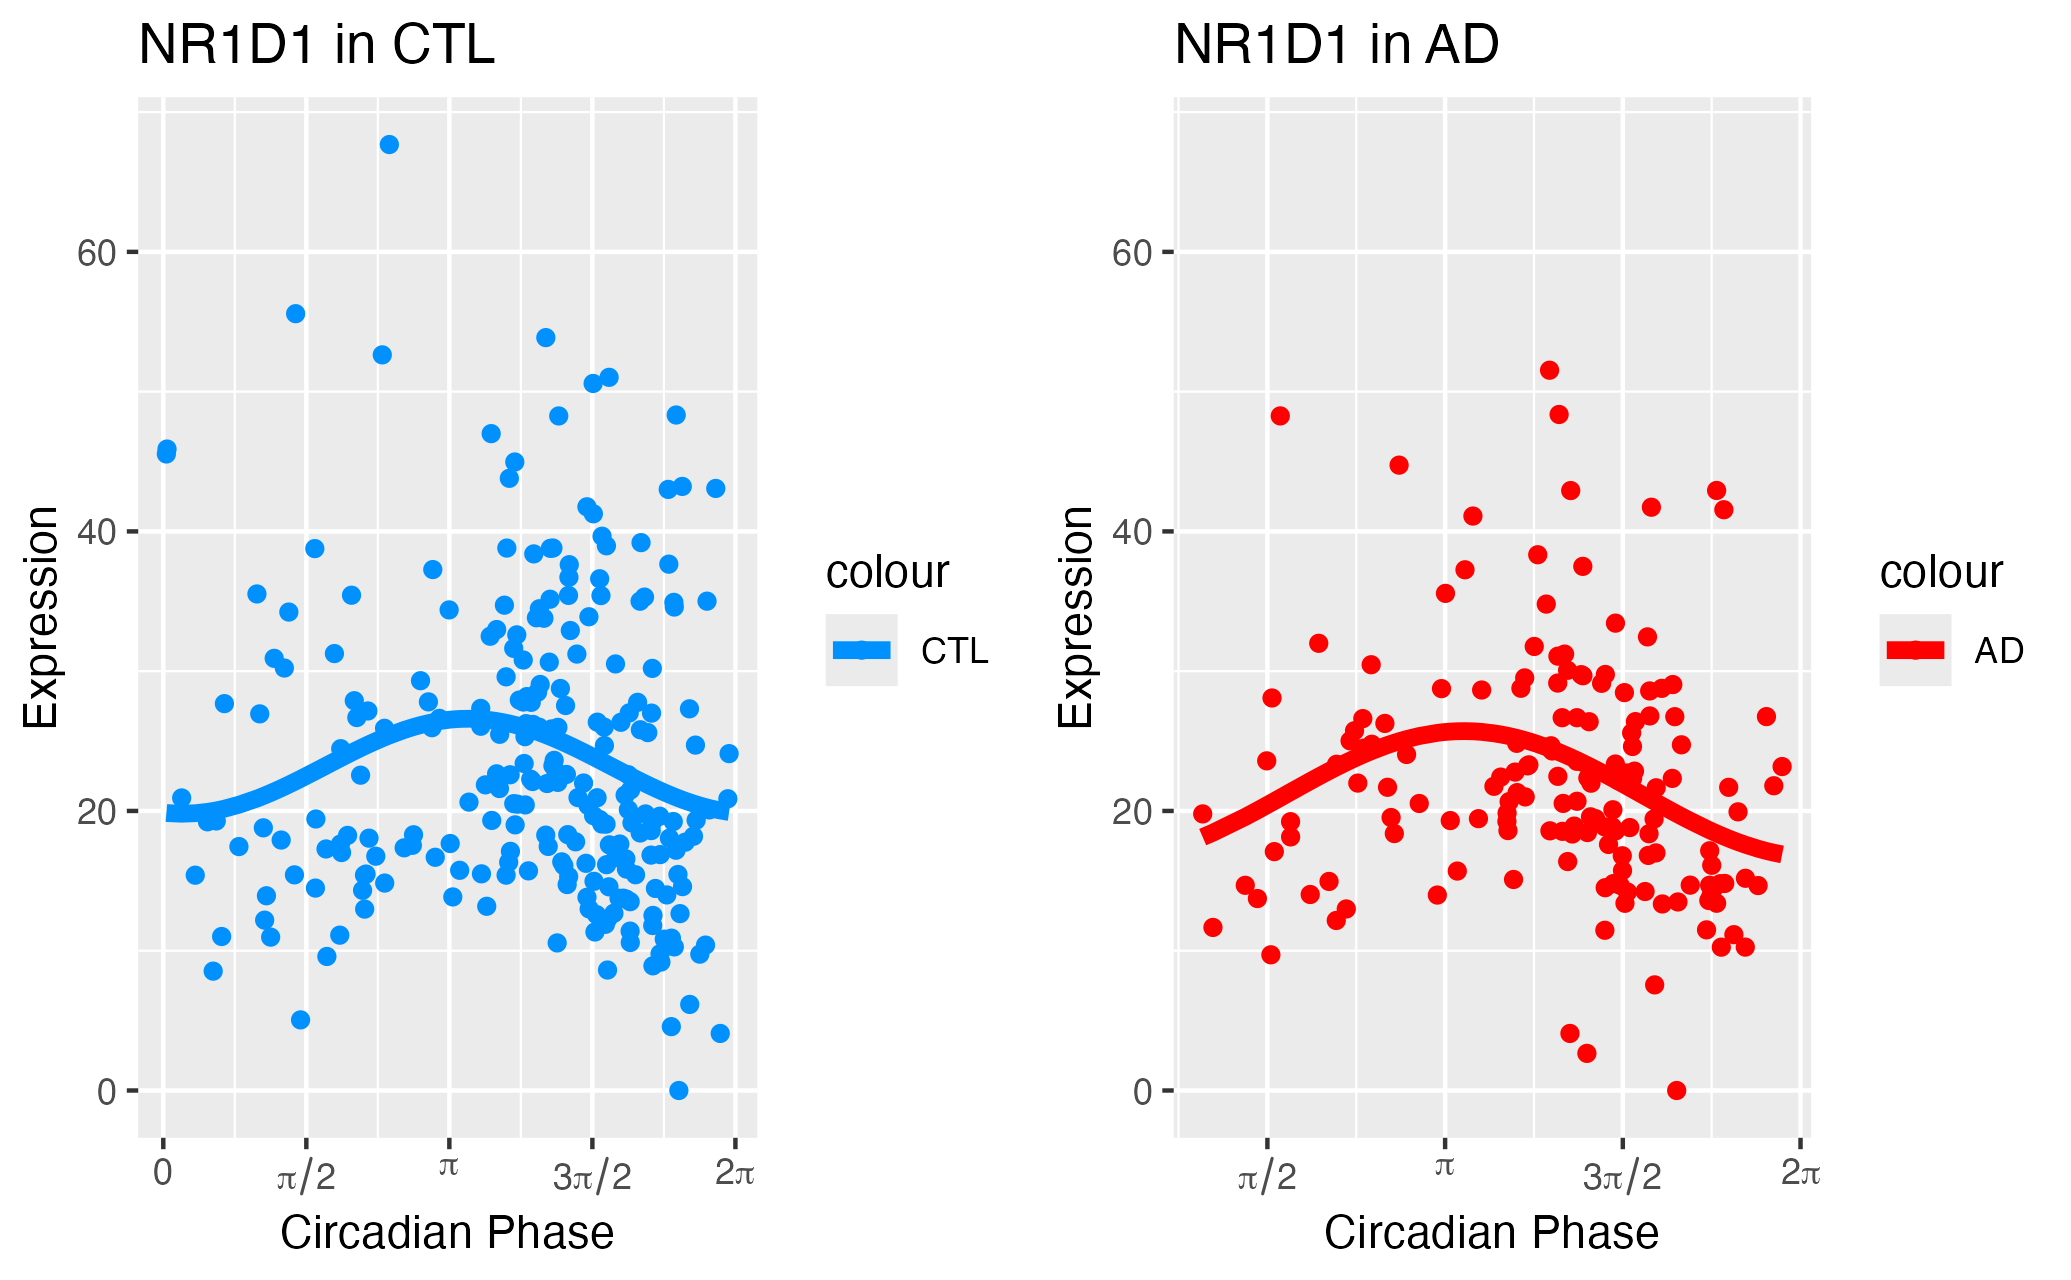 NR1D1 in CTL
Expression
60
40
20
0
0 π/2 π 3π/2 2π
Circadian Phase
colour
CTL
NR1D1 in AD
Expression
60
40
20
0
π/2 π 3π/2 2π
Circadian Phase
colour
AD